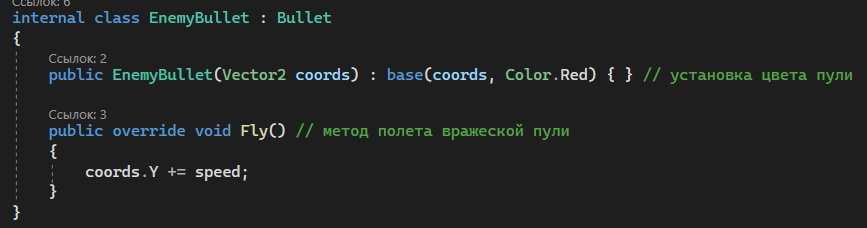 Ссылок: 6
internal class EnemyBullet : Bullet
{
Ссылок: 2
public EnemyBullet(Vector2 coords) : base(coords, Color.Red) { } // установка цвета пули
Ссылок: 3
public override void Fly() // метод полета вражеской пули
{
coords.Y += speed;
}
}